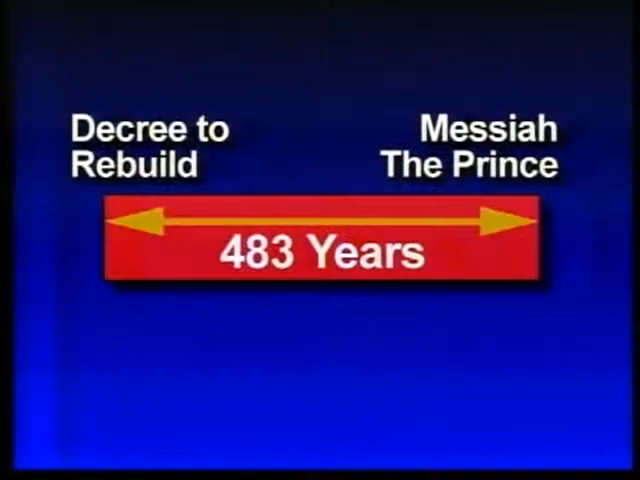 Decree to
Rebuild
Messiah
The Prince
483 Years